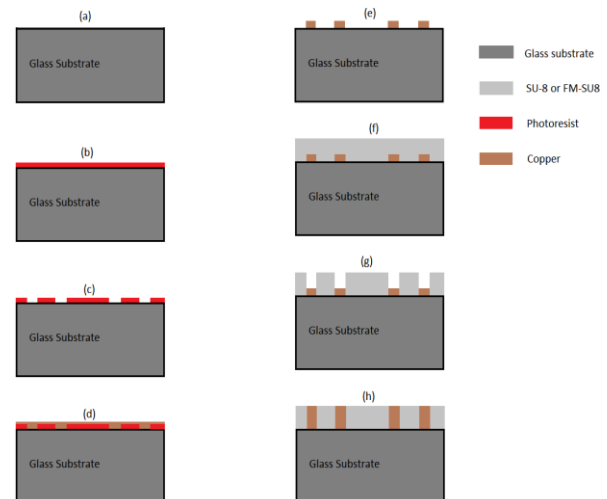 (a)
Glass Substrate
(b)
Glass Substrate
(c)
Glass Substrate
(d)
Glass Substrate
(e)
Glass Substrate
(f)
Glass Substrate
(g)
Glass Substrate
(h)
Glass Substrate
Glass substrate
SU-8 or FM-SU8
Photoresist
Copper